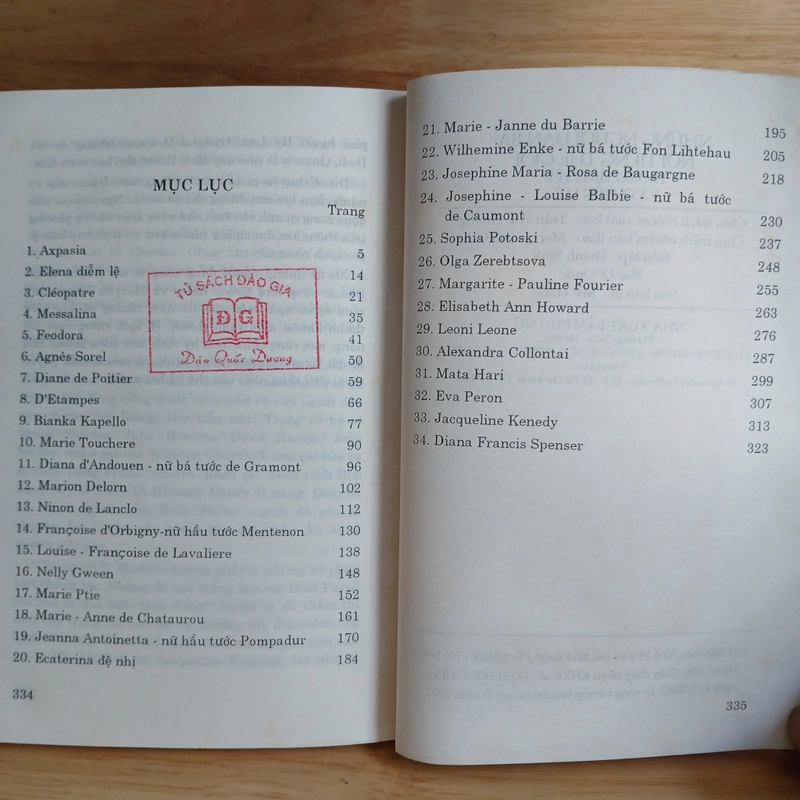 MỤC LỤC
Trang
1. Axpasia 5
2. Elena diễm lệ 14
3. Cléopatre 21
4. Messalina 35
5. Feodora 41
6. Agnès Sorel 50
7. Diane de Poitier 59
8. D'Etampes 66
9. Bianka Kapello 77
10. Marie Touchere 90
11. Diana d'Andouen - nữ bá tước de Gramont 96
12. Marion Delorn 102
13. Ninon de Lanclo 112
14. Françoise d'Orbigny-nữ hầu tước Mentenon 130
15. Louise - Françoise de Lavaliere 138
16. Nelly Gween 148
17. Marie Ptie 152
18. Marie - Anne de Chataurou 161
19. Jeanna Antoinetta - nữ hầu tước Pompadur 170
20. Ecaterina đệ nhị 184
334
TỦ SÁCH ĐÀO GIA
ĐG
Đào Quốc Dương
21. Marie - Janne du Barrie 195
22. Wilhemine Enke - nữ bá tước Fon Lihtehau 205
23. Josephine Maria - Rosa de Baugargne 218
24. Josephine - Louise Balbie - nữ bá tước
de Caumont 230
25. Sophia Potoski 237
26. Olga Zerebtsova 248
27. Margarite - Pauline Fourier 255
28. Elisabeth Ann Howard 263
29. Leoni Leone 276
30. Alexandra Collontai 287
31. Mata Hari 299
32. Eva Peron 307
33. Jacqueline Kenedy 313
34. Diana Francis Spenser 323
335